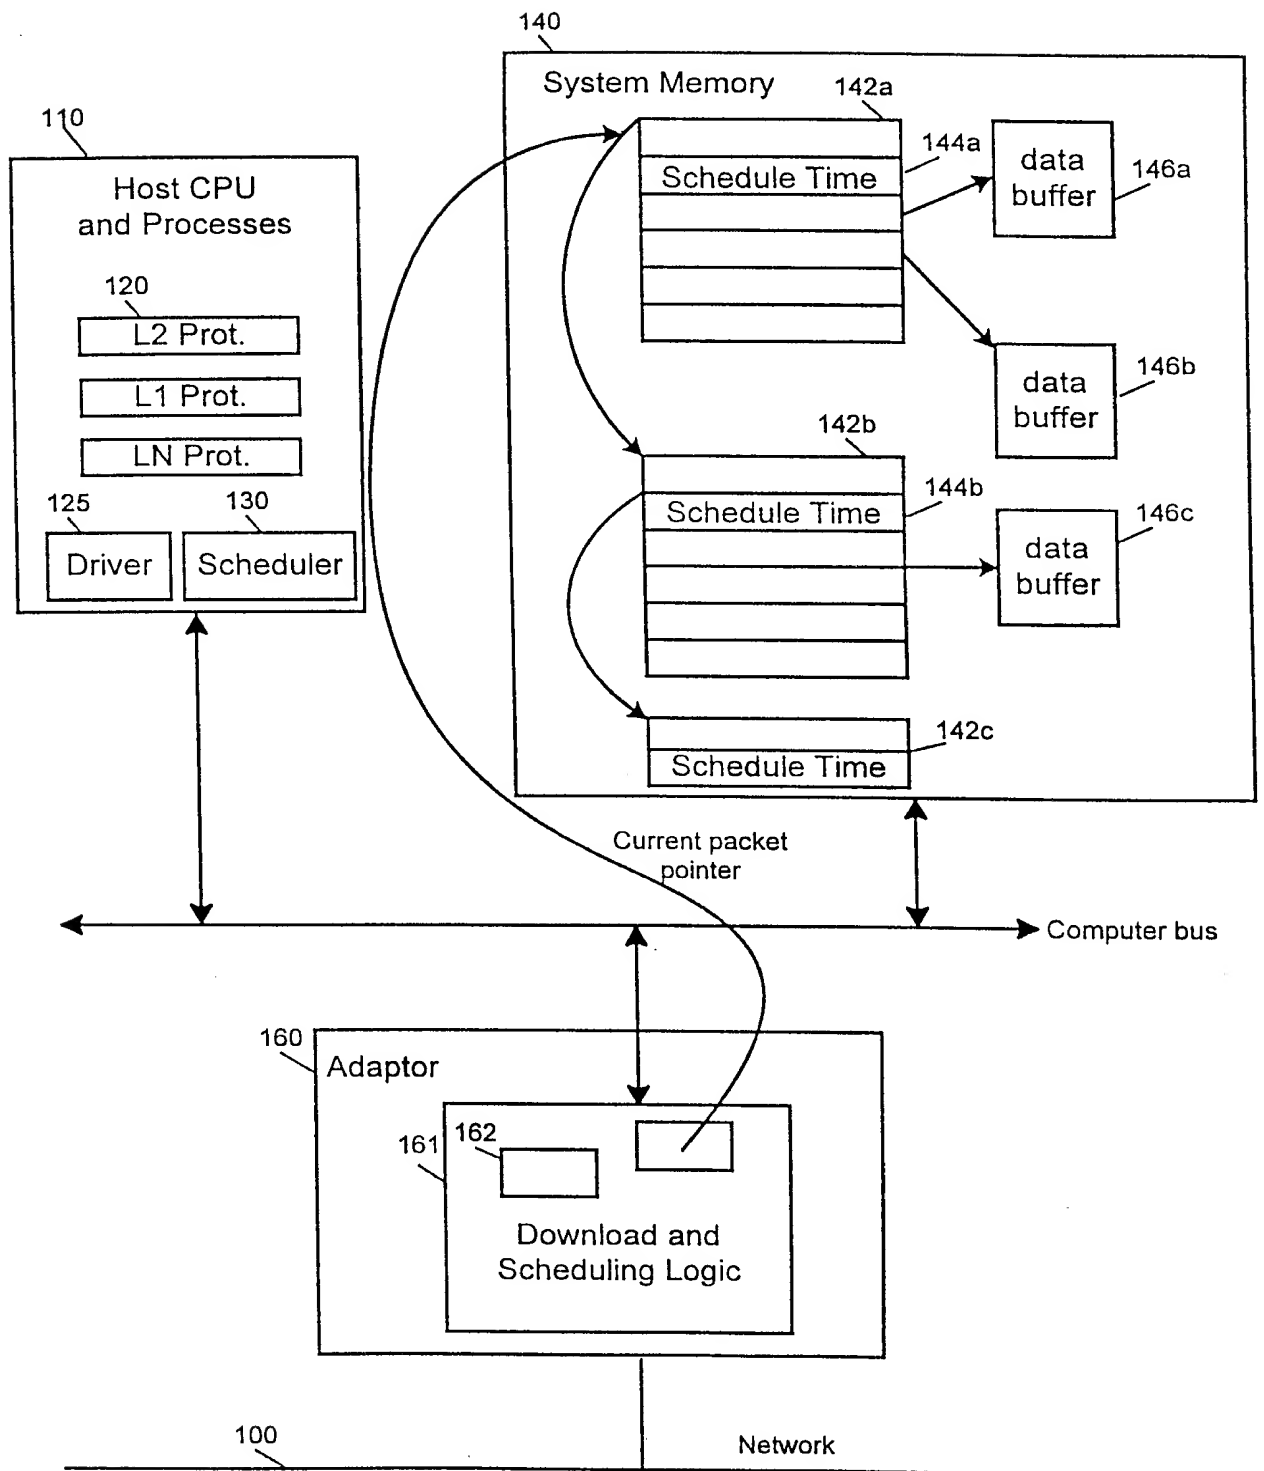 140
System Memory
142a
110
144a
Schedule Time
data
buffer
146a
Host CPU
and Processes
120
L2 Prot.
146b
data
buffer
L1 Prot.
142b
LN Prot.
144b
125
130
Schedule Time
146c
data
buffer
Driver
Scheduler
142c
Schedule Time
Current packet
pointer
Computer bus
160
Adaptor
161
162
Download and
Scheduling Logic
100
Network